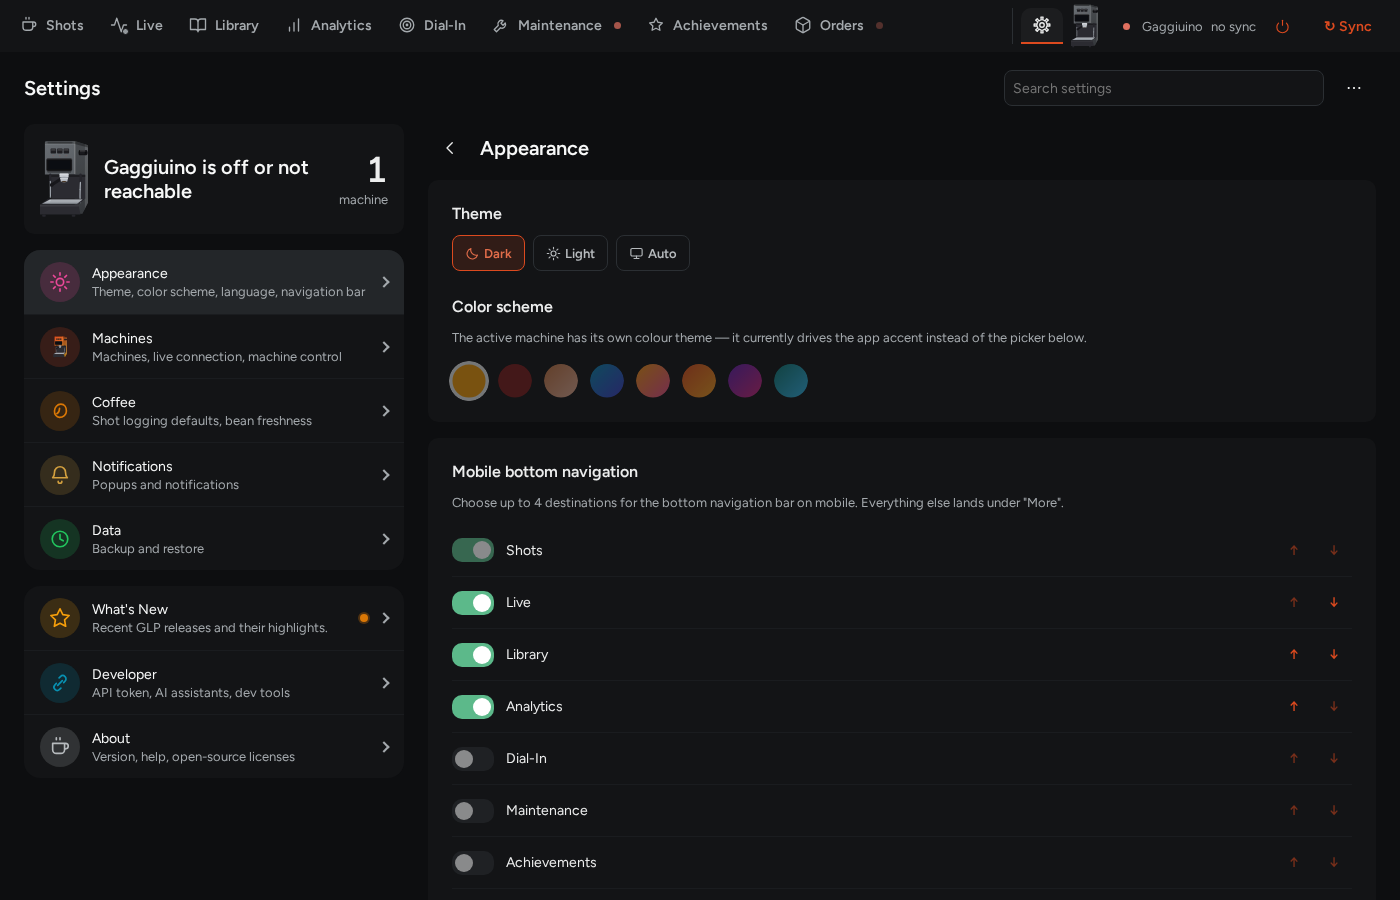 Shots
Live
Library
Analytics
Dial-In
Maintenance
Achievements
Orders
Gaggiuino no sync
↻ Sync
Settings
Search settings
...
Gaggiuino is off or not
reachable
1
machine
Appearance
Theme, color scheme, language, navigation bar
Machines
Machines, live connection, machine control
Coffee
Shot logging defaults, bean freshness
Notifications
Popups and notifications
Data
Backup and restore
What's New
Recent GLP releases and their highlights.
Developer
API token, AI assistants, dev tools
About
Version, help, open-source licenses
Appearance
Theme
Dark
Light
Auto
Color scheme
The active machine has its own colour theme — it currently drives the app accent instead of the picker below.
Mobile bottom navigation
Choose up to 4 destinations for the bottom navigation bar on mobile. Everything else lands under "More".
Shots
Live
Library
Analytics
Dial-In
Maintenance
Achievements